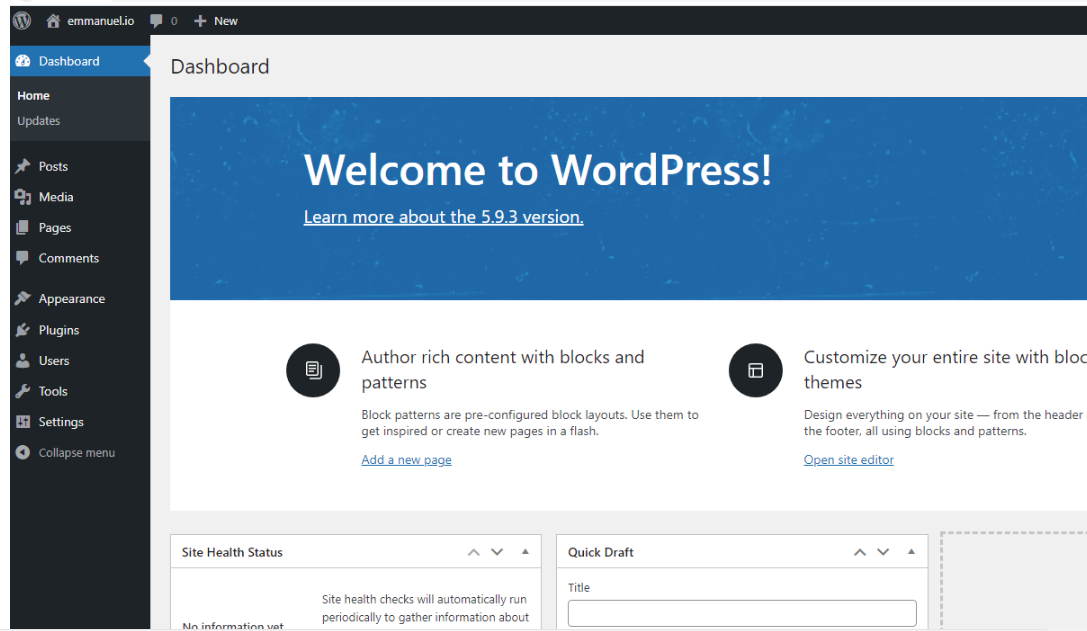 emmanuel.io 0 New
Dashboard
Home
Updates
Posts
Media
Pages
Comments
Appearance
Plugins
Users
Tools
Settings
Collapse menu
Dashboard
Welcome to WordPress!
Learn more about the 5.9.3 version.
Author rich content with blocks and
patterns
Block patterns are pre-configured block layouts. Use them to
get inspired or create new pages in a flash.
Add a new page
Customize your entire site with
themes
Design everything on your site — from the header
the footer, all using blocks and patterns.
Open site editor
Site Health Status
No information yet
Site health checks will automatically run
periodically to gather information about
Quick Draft
Title